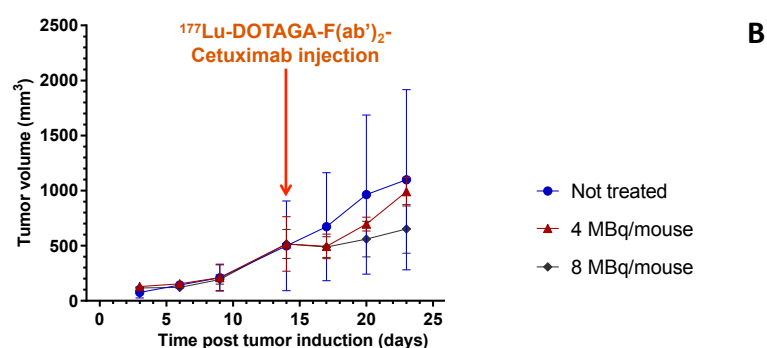 ¹⁷⁷Lu-DOTAGA-F(ab’)₂-
Cetuximab injection
B
Tumor volume (mm³)
2500
2000
1500
1000
500
0
0 5 10 15 20 25
Time post tumor induction (days)
Not treated
4 MBq/mouse
8 MBq/mouse